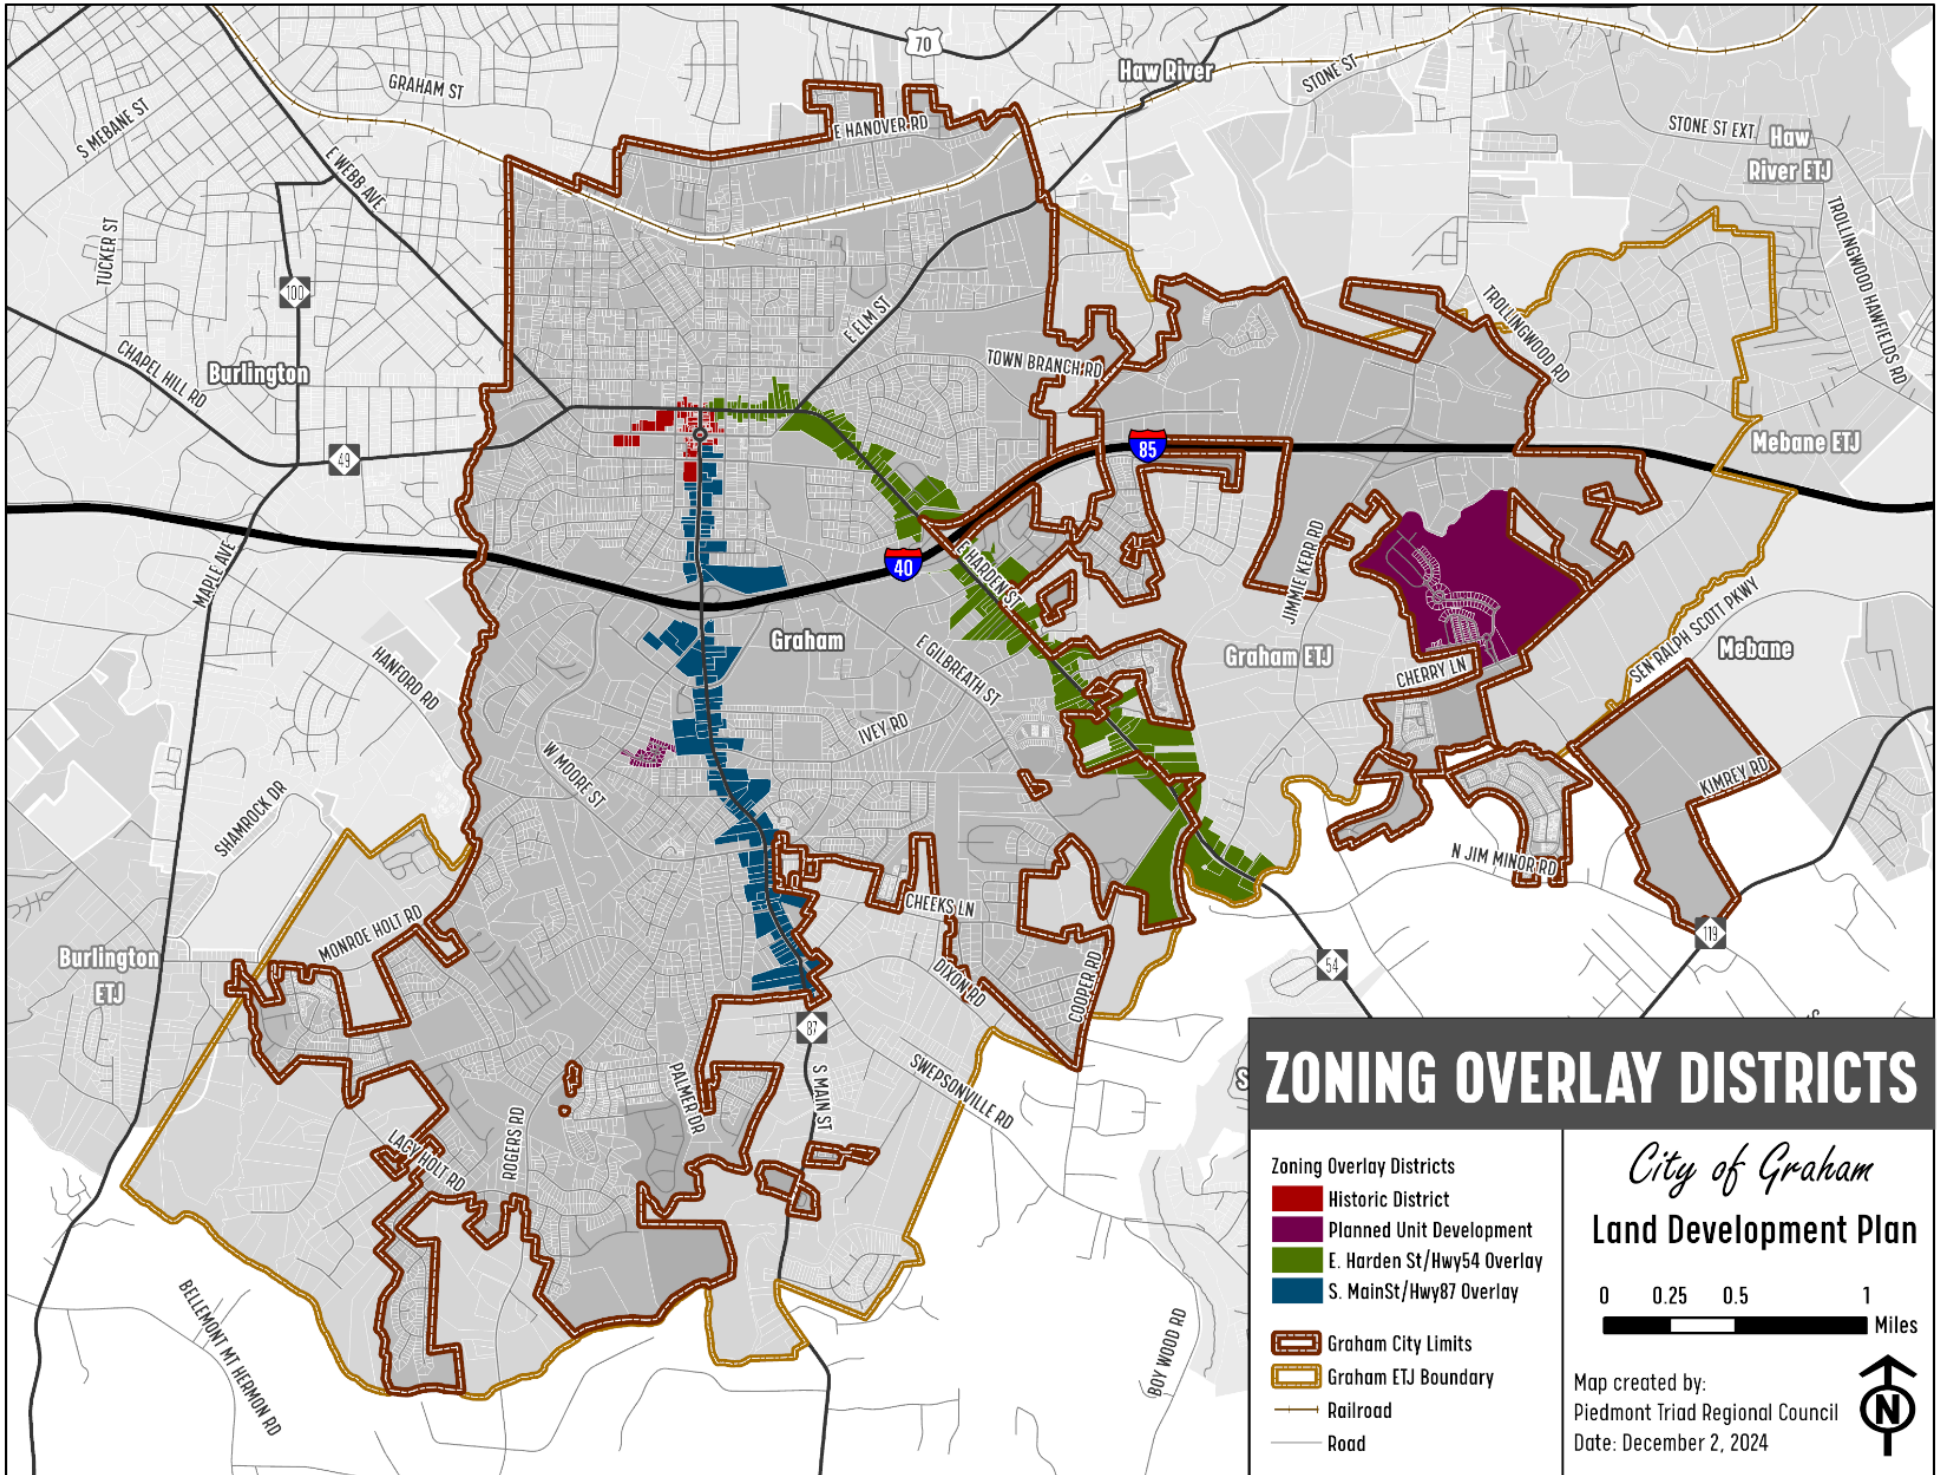 70
Haw River
GRAHAM ST
STONE ST
S MEBANE ST
E HANOVER RD
STONE ST EXT
Haw
River ETJ
E WEBB AVE
TUCKER ST
TROLLINGWOOD HAWFIELDS RD
100
E ELM ST
TROLLINGWOOD RD
CHAPEL HILL RD
Burlington
TOWN BRANCH RD
49
85
Mebane ETJ
MAPLE AVE
40
E HARDEN ST
JIMMIE KERR RD
Graham
E GILBREATH ST
Graham ETJ
CHERRY LN
SEN RALPH SCOTT PKWY
Mebane
HANFORD RD
IVEY RD
W MOORE ST
KIMREY RD
SHAMROCK DR
N JIM MINOR RD
CHEEKS LN
MONROE HOLT RD
119
Burlington
ETJ
DIXON RD
COOPER RD
54
87
S MAIN ST
SWEPSONVILLE RD
PALMER DR
ROGERS RD
LACY HOLT RD
BELLEMONT MT HERMON RD
BOY WOOD RD
S
ZONING OVERLAY DISTRICTS
Zoning Overlay Districts
Historic District
Planned Unit Development
E. Harden St/Hwy54 Overlay
S. MainSt/Hwy87 Overlay
Graham City Limits
Graham ETJ Boundary
Railroad
Road
City of Graham
Land Development Plan
0 0.25 0.5 1
Miles
Map created by:
Piedmont Triad Regional Council
Date: December 2, 2024
N